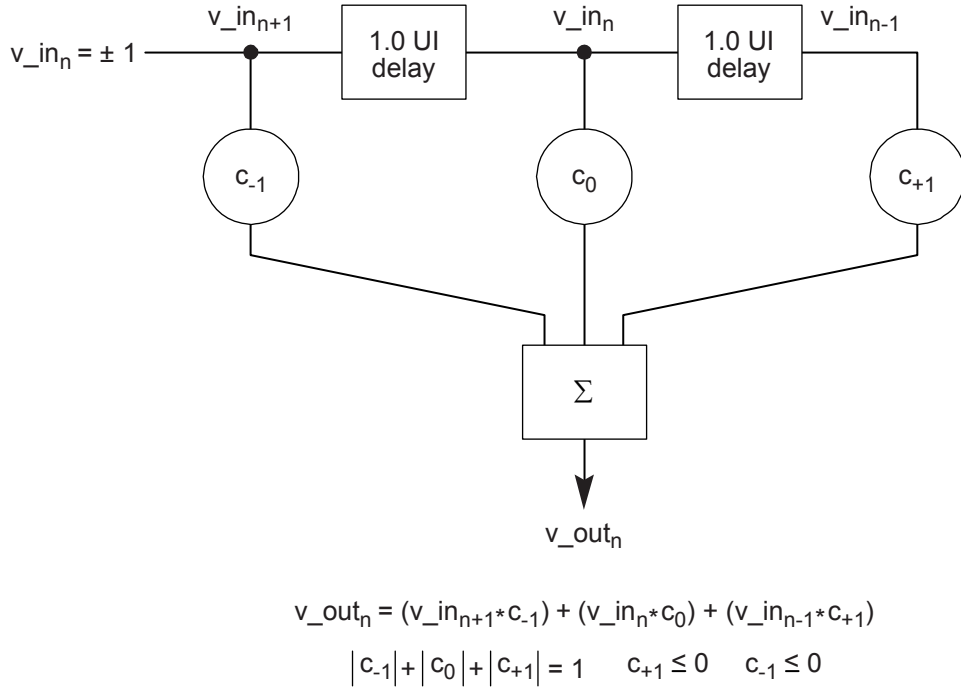 v_inₙ₊₁
v_inₙ
v_inₙ₋₁
v_inₙ = ± 1
1.0 UI
delay
1.0 UI
delay
c₋₁
c₀
c₊₁
Σ
v_outₙ
v_outₙ = (v_inₙ₊₁*c₋₁) + (v_inₙ*c₀) + (v_inₙ₋₁*c₊₁)
|c₋₁| + |c₀| + |c₊₁| = 1 c₊₁ ≤ 0 c₋₁ ≤ 0